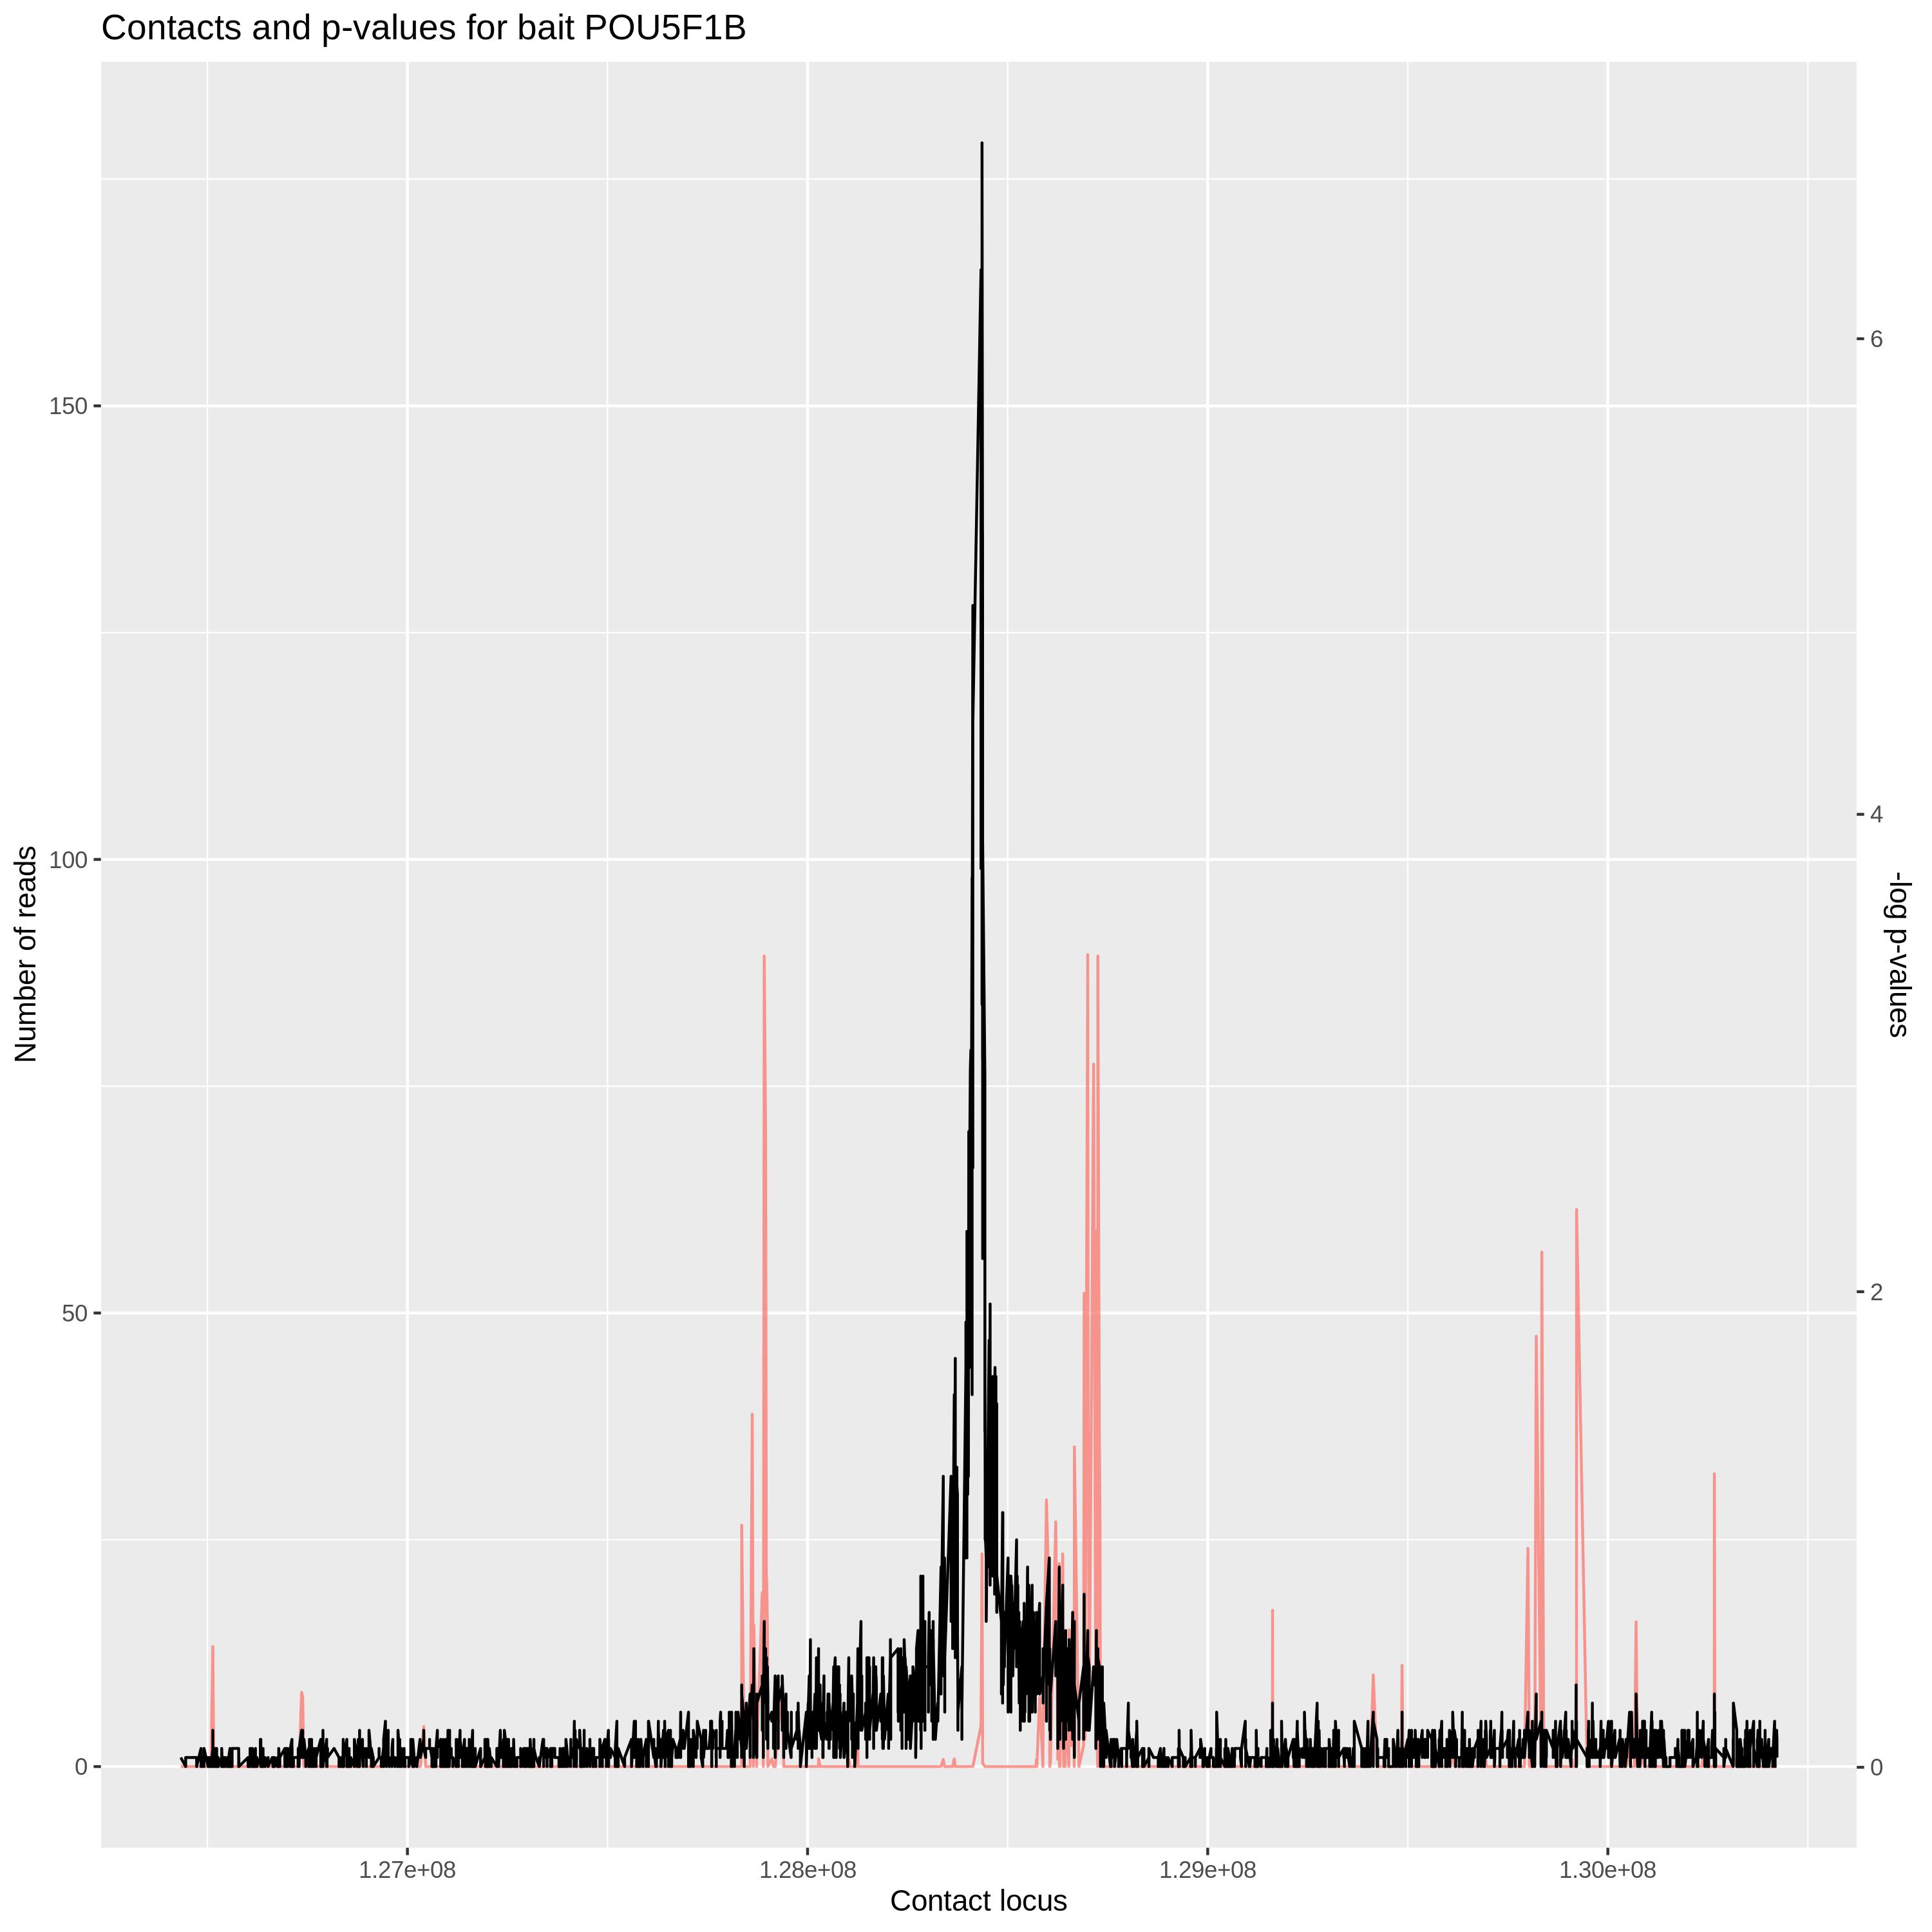 Contacts and p-values for bait POU5F1B
Number of reads
150
100
50
0
6
4
2
0
-log p-values
1.27e+08
1.28e+08
1.29e+08
1.30e+08
Contact locus